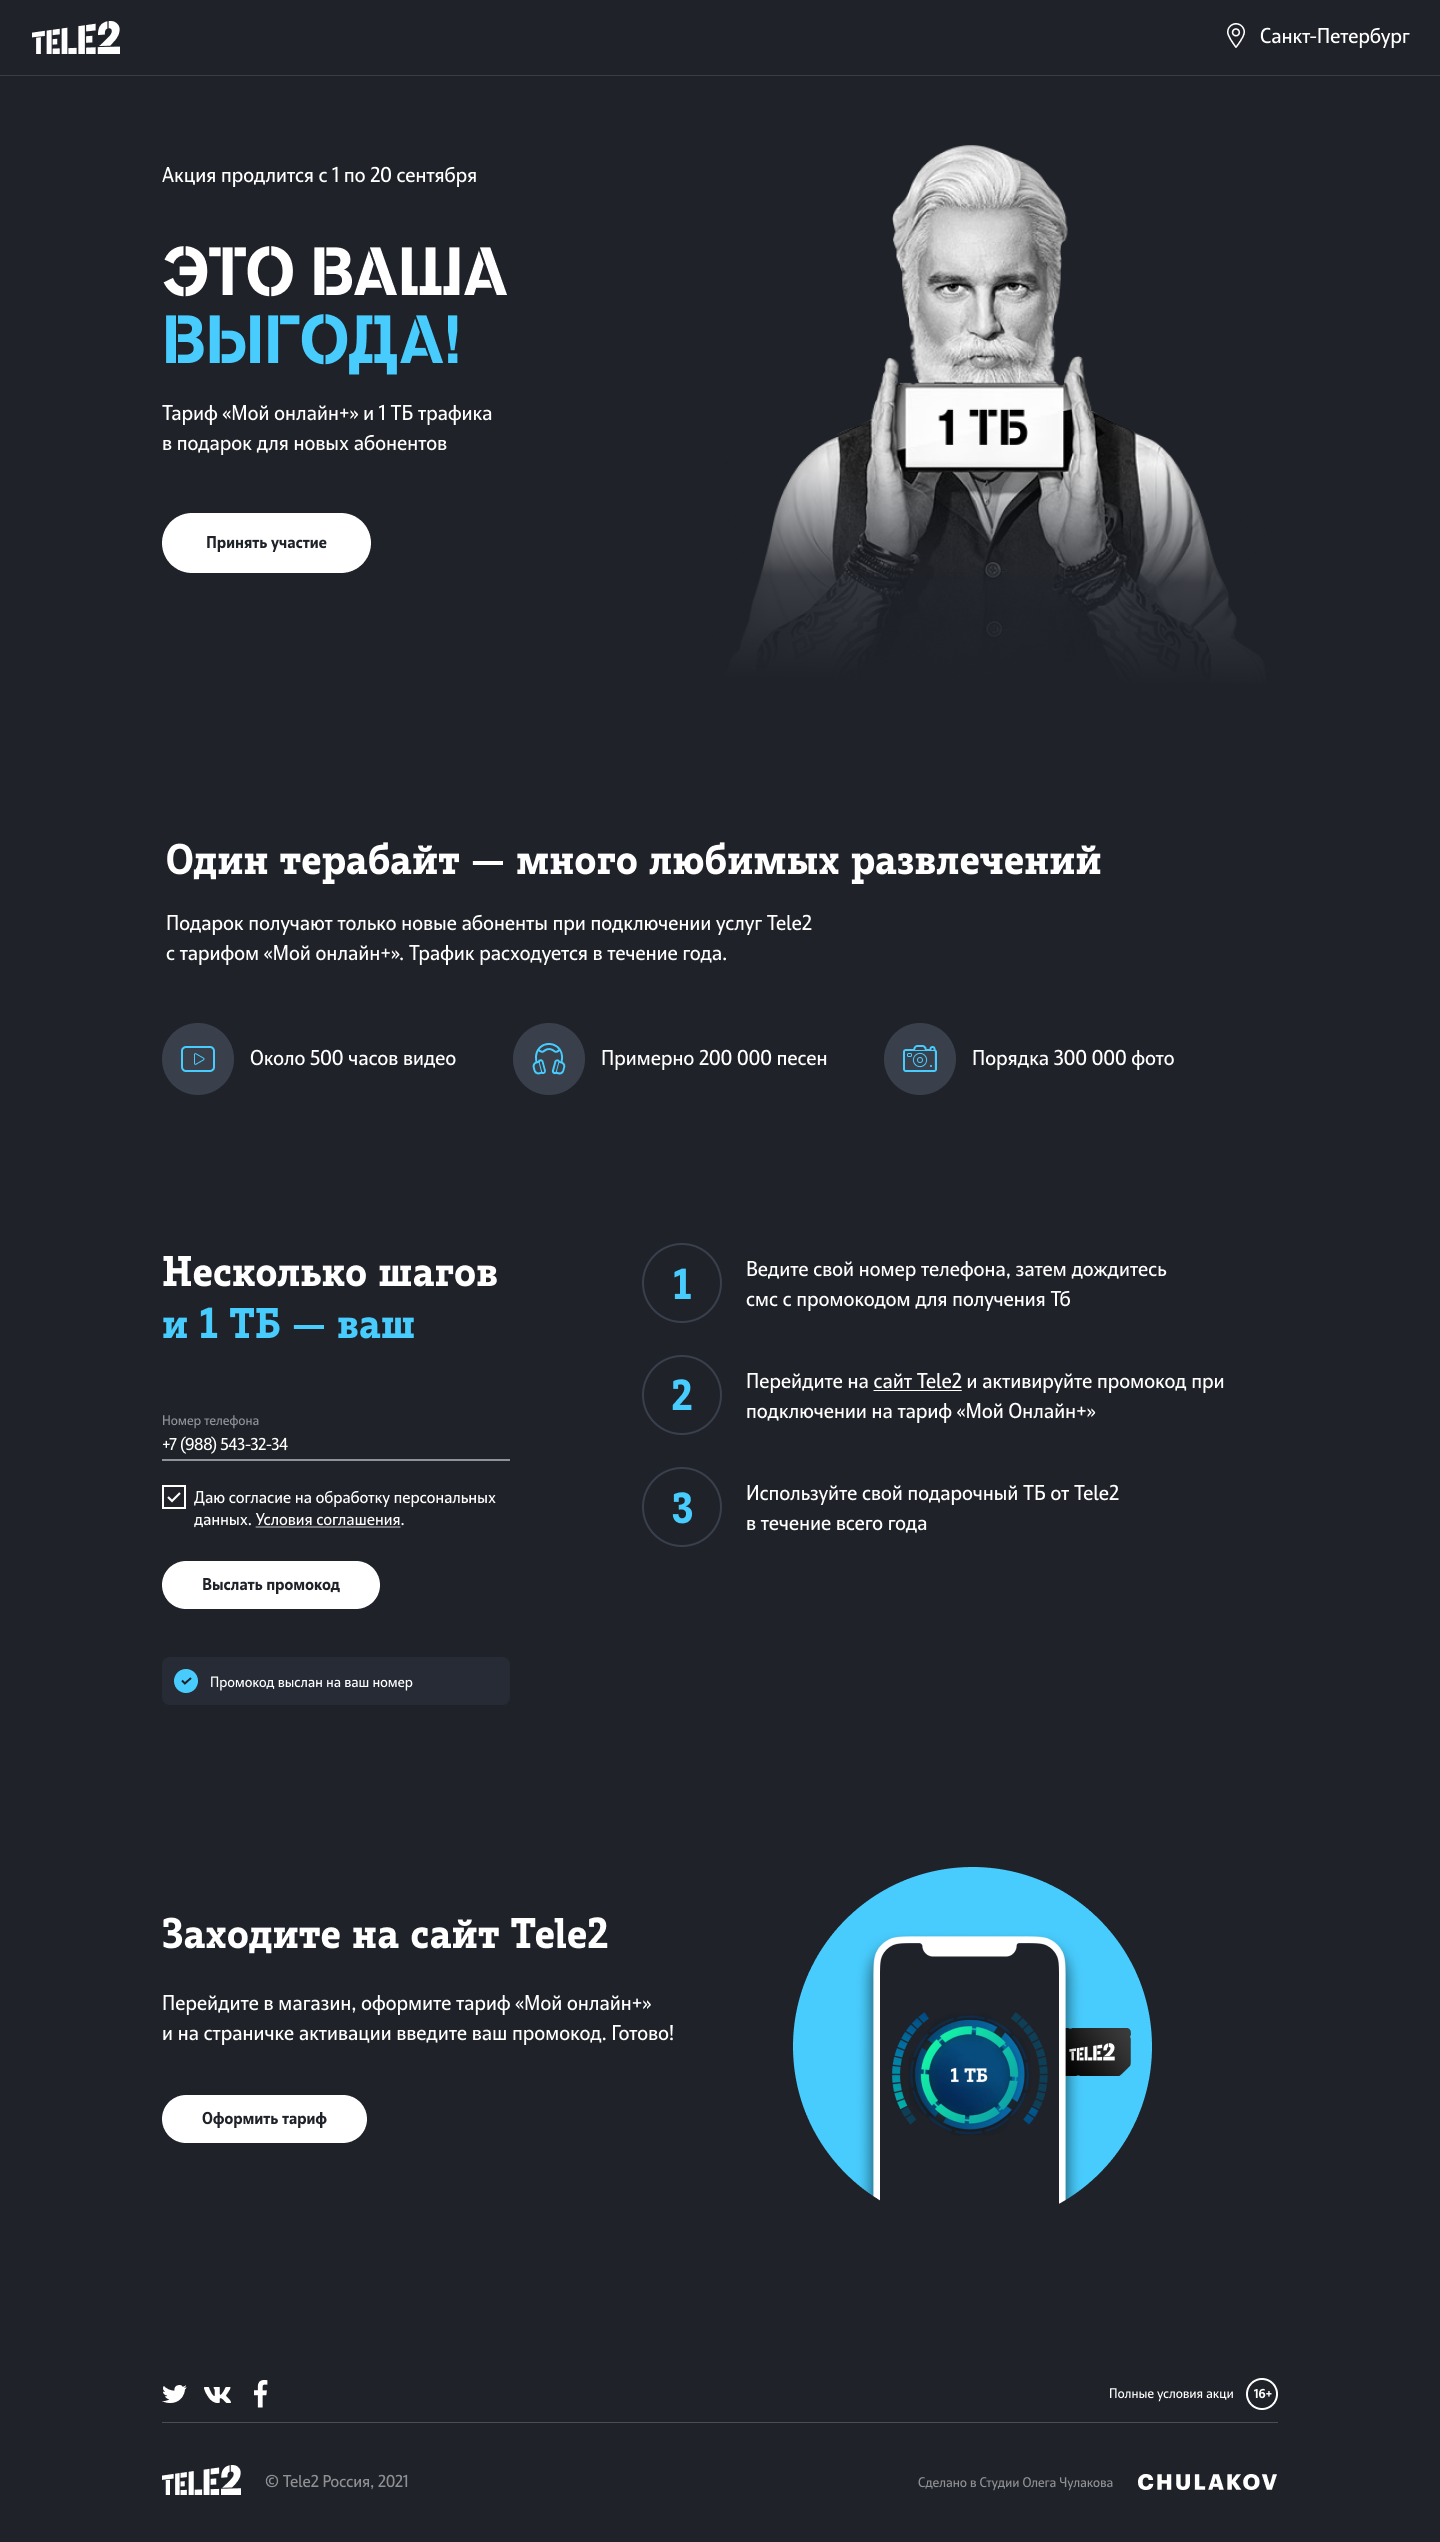 TELE2
Санкт-Петербург
Акция продлится с 1 по 20 сентября
ЭТО ВАША
ВЫГОДА!
Тариф «Мой онлайн+» и 1 ТБ трафика
в подарок для новых абонентов
1 ТБ
Принять участие
Один терабайт — много любимых развлечений
Подарок получают только новые абоненты при подключении услуг Tele2
с тарифом «Мой онлайн+». Трафик расходуется в течение года.
Около 500 часов видео
Примерно 200 000 песен
Порядка 300 000 фото
Несколько шагов
и 1 ТБ — ваш
Номер телефона
+7 (988) 543-32-34
Даю согласие на обработку персональных
данных. Условия соглашения.
Выслать промокод
Промокод выслан на ваш номер
1
Ведите свой номер телефона, затем дождитесь
смс с промокодом для получения Тб
2
Перейдите на сайт Tele2 и активируйте промокод при
подключении на тариф «Мой Онлайн+»
3
Используйте свой подарочный ТБ от Tele2
в течение всего года
Заходите на сайт Tele2
Перейдите в магазин, оформите тариф «Мой онлайн+»
и на страничке активации введите ваш промокод. Готово!
Оформить тариф
1 ТБ
TELE2
Полные условия акци
16+
TELE2
© Tele2 Россия, 2021
Сделано в Студии Олега Чулакова
CHULAKOV